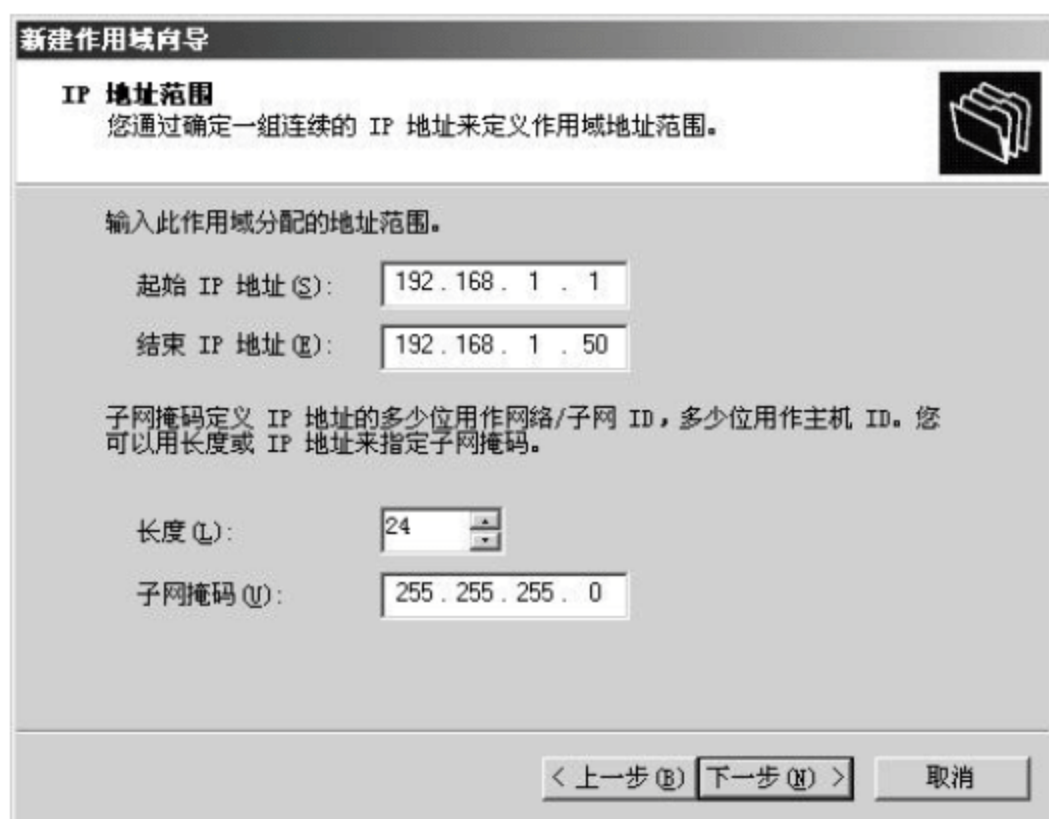 新建作用域向导
IP 地址范围
您通过确定一组连续的 IP 地址来定义作用域地址范围。
输入此作用域分配的地址范围。
起始 IP 地址(S): 192.168. 1 . 1
结束 IP 地址(E): 192.168. 1 . 50
子网掩码定义 IP 地址的多少位用作网络/子网 ID，多少位用作主机 ID。您
可以用长度或 IP 地址来指定子网掩码。
长度(L): 24
子网掩码(U): 255.255.255. 0
< 上一步(B) 下一步(N) > 取消